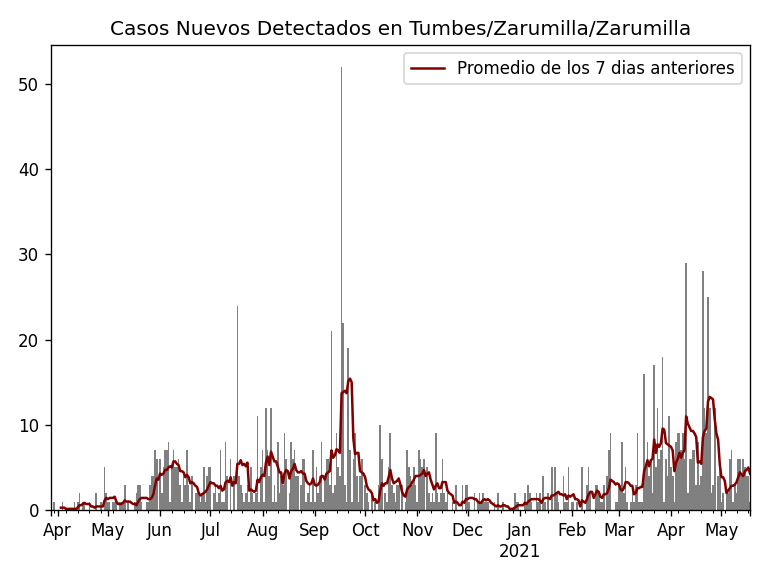 Casos Nuevos Detectados en Tumbes/Zarumilla/Zarumilla
Promedio de los 7 dias anteriores
50
40
30
20
10
0
Apr May Jun Jul Aug Sep Oct Nov Dec Jan Feb Mar Apr May
2021